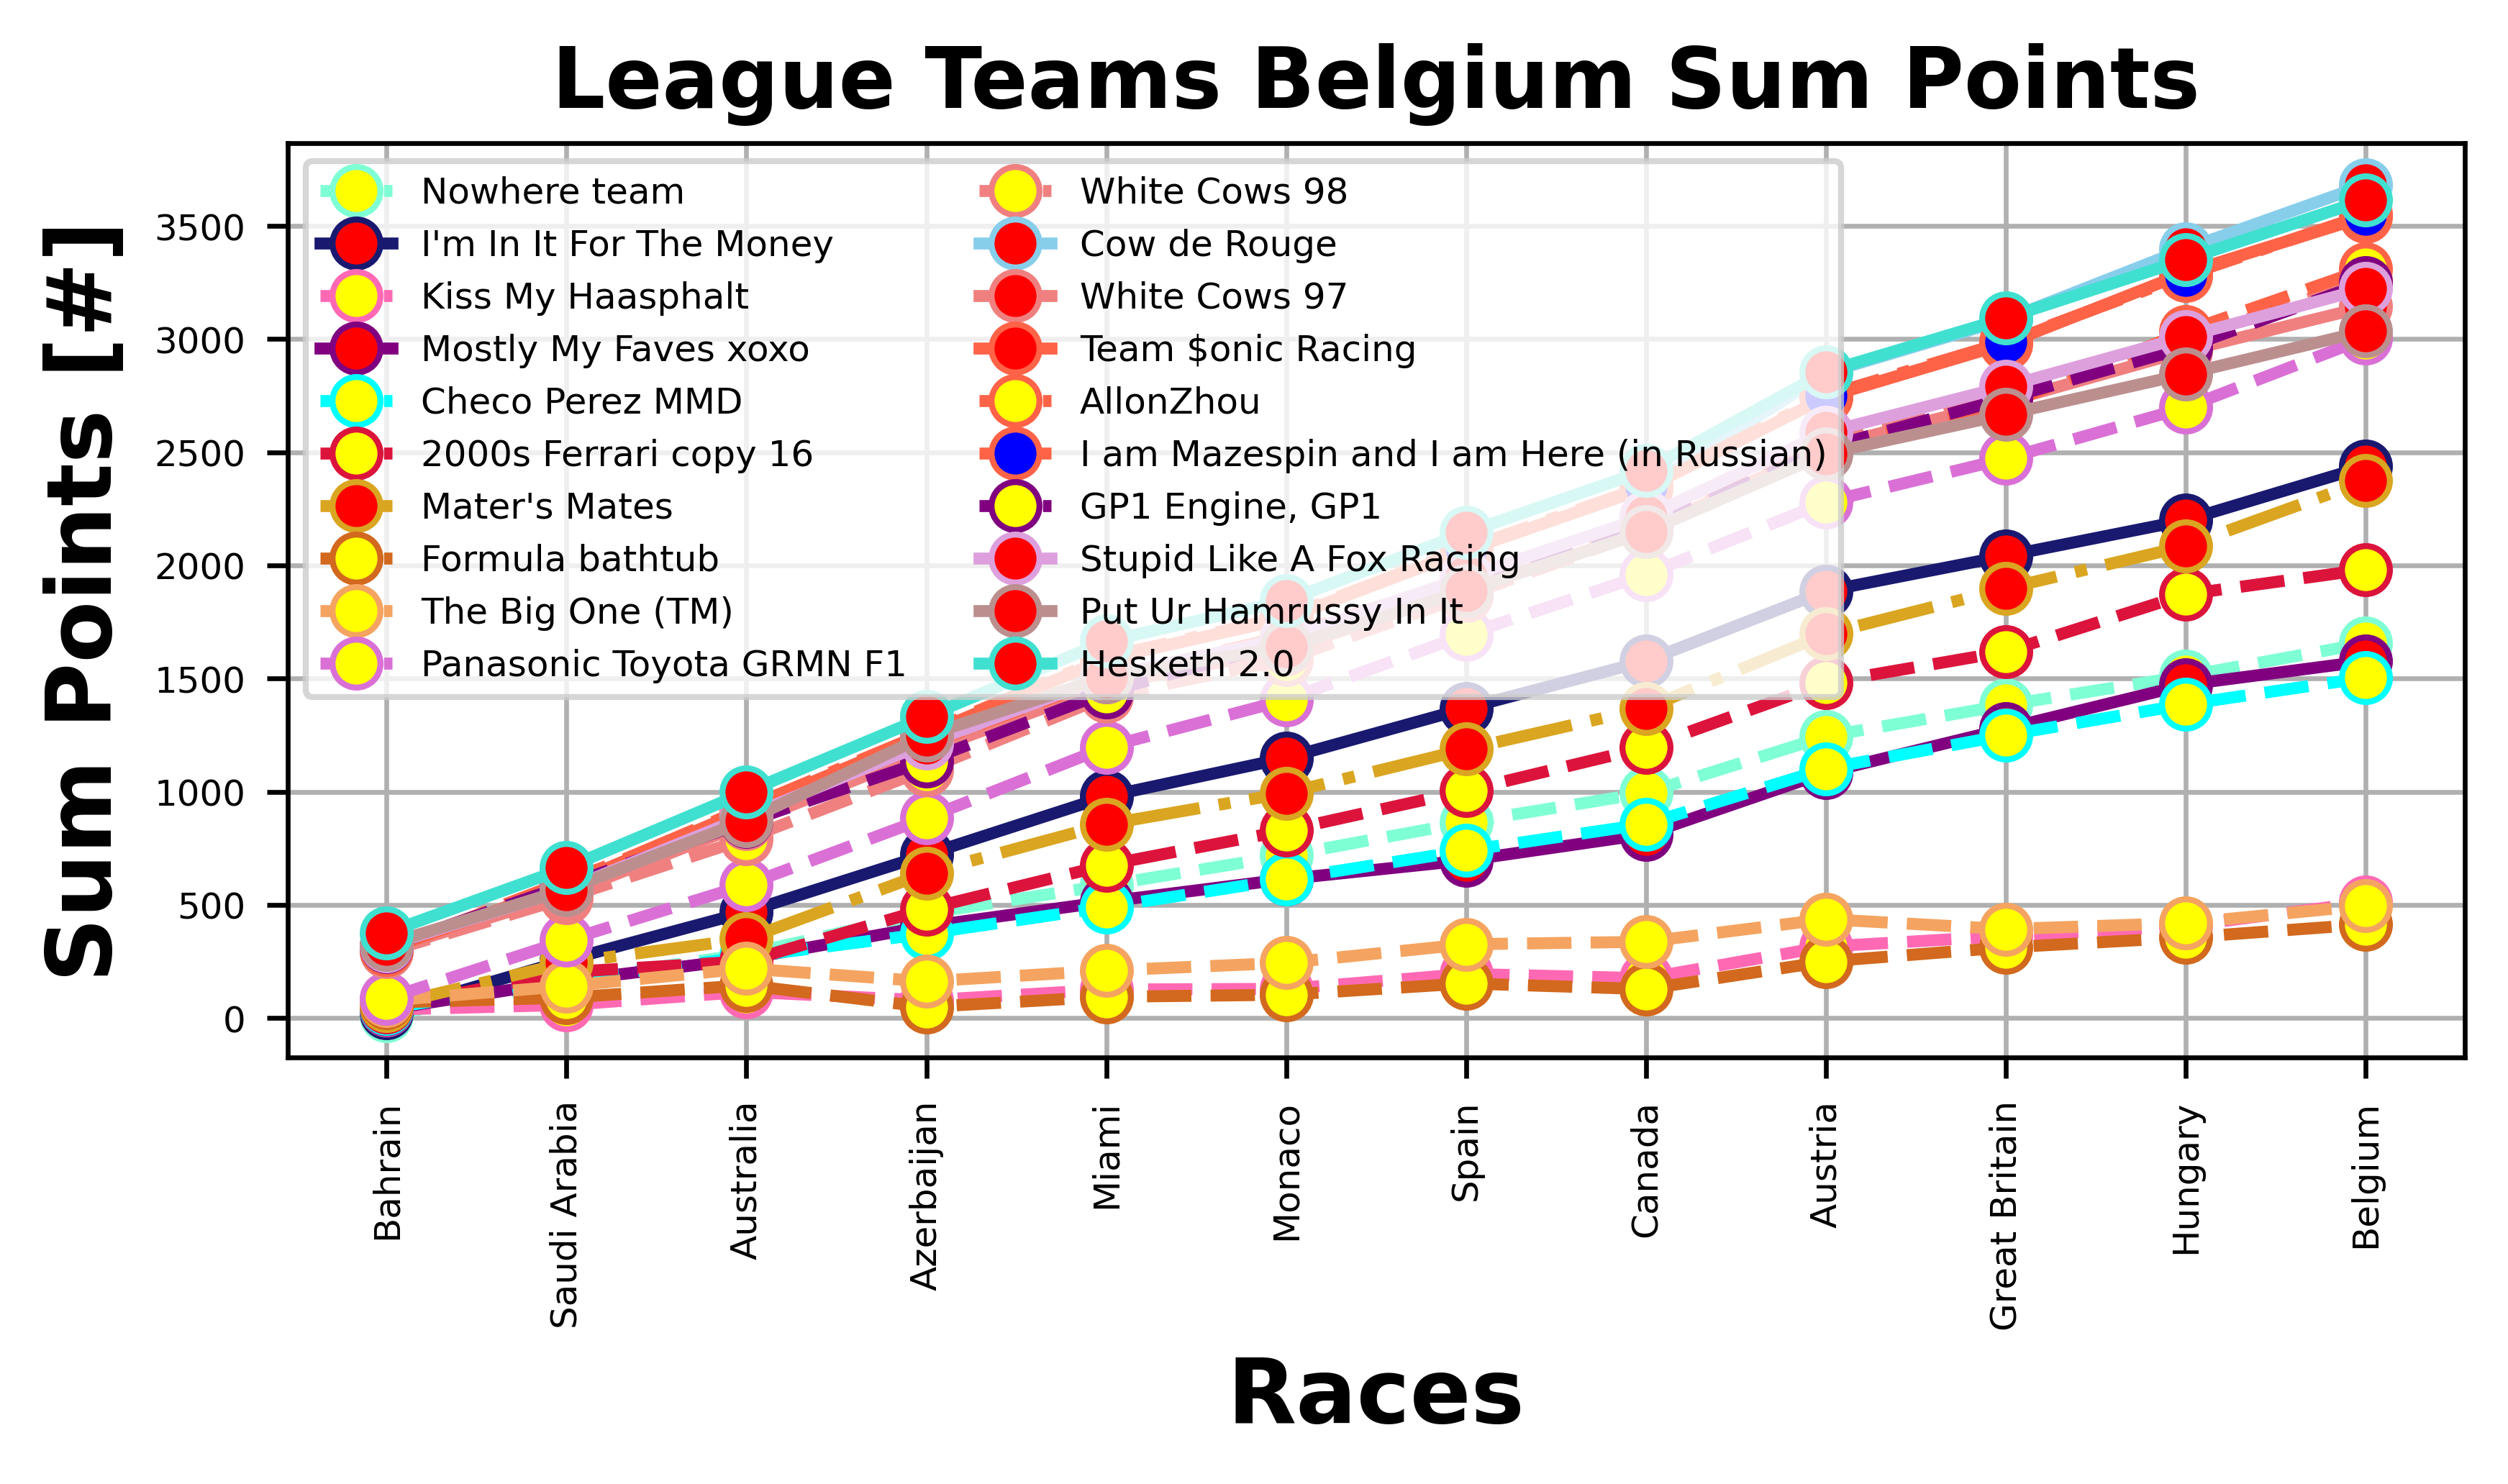 League Teams Belgium Sum Points
Sum Points [#]
3500
3000
2500
2000
1500
1000
500
0
Nowhere team
I'm In It For The Money
Kiss My Haasphalt
Mostly My Faves xoxo
Checo Perez MMD
2000s Ferrari copy 16
Mater's Mates
Formula bathtub
The Big One (TM)
Panasonic Toyota GRMN F1
White Cows 98
Cow de Rouge
White Cows 97
Team $onic Racing
AllonZhou
I am Mazespin and I am Here (in Russian)
GP1 Engine, GP1
Stupid Like A Fox Racing
Put Ur Hamrussy In It
Hesketh 2.0
Bahrain
Saudi Arabia
Australia
Azerbaijan
Miami
Monaco
Spain
Canada
Austria
Great Britain
Hungary
Belgium
Races